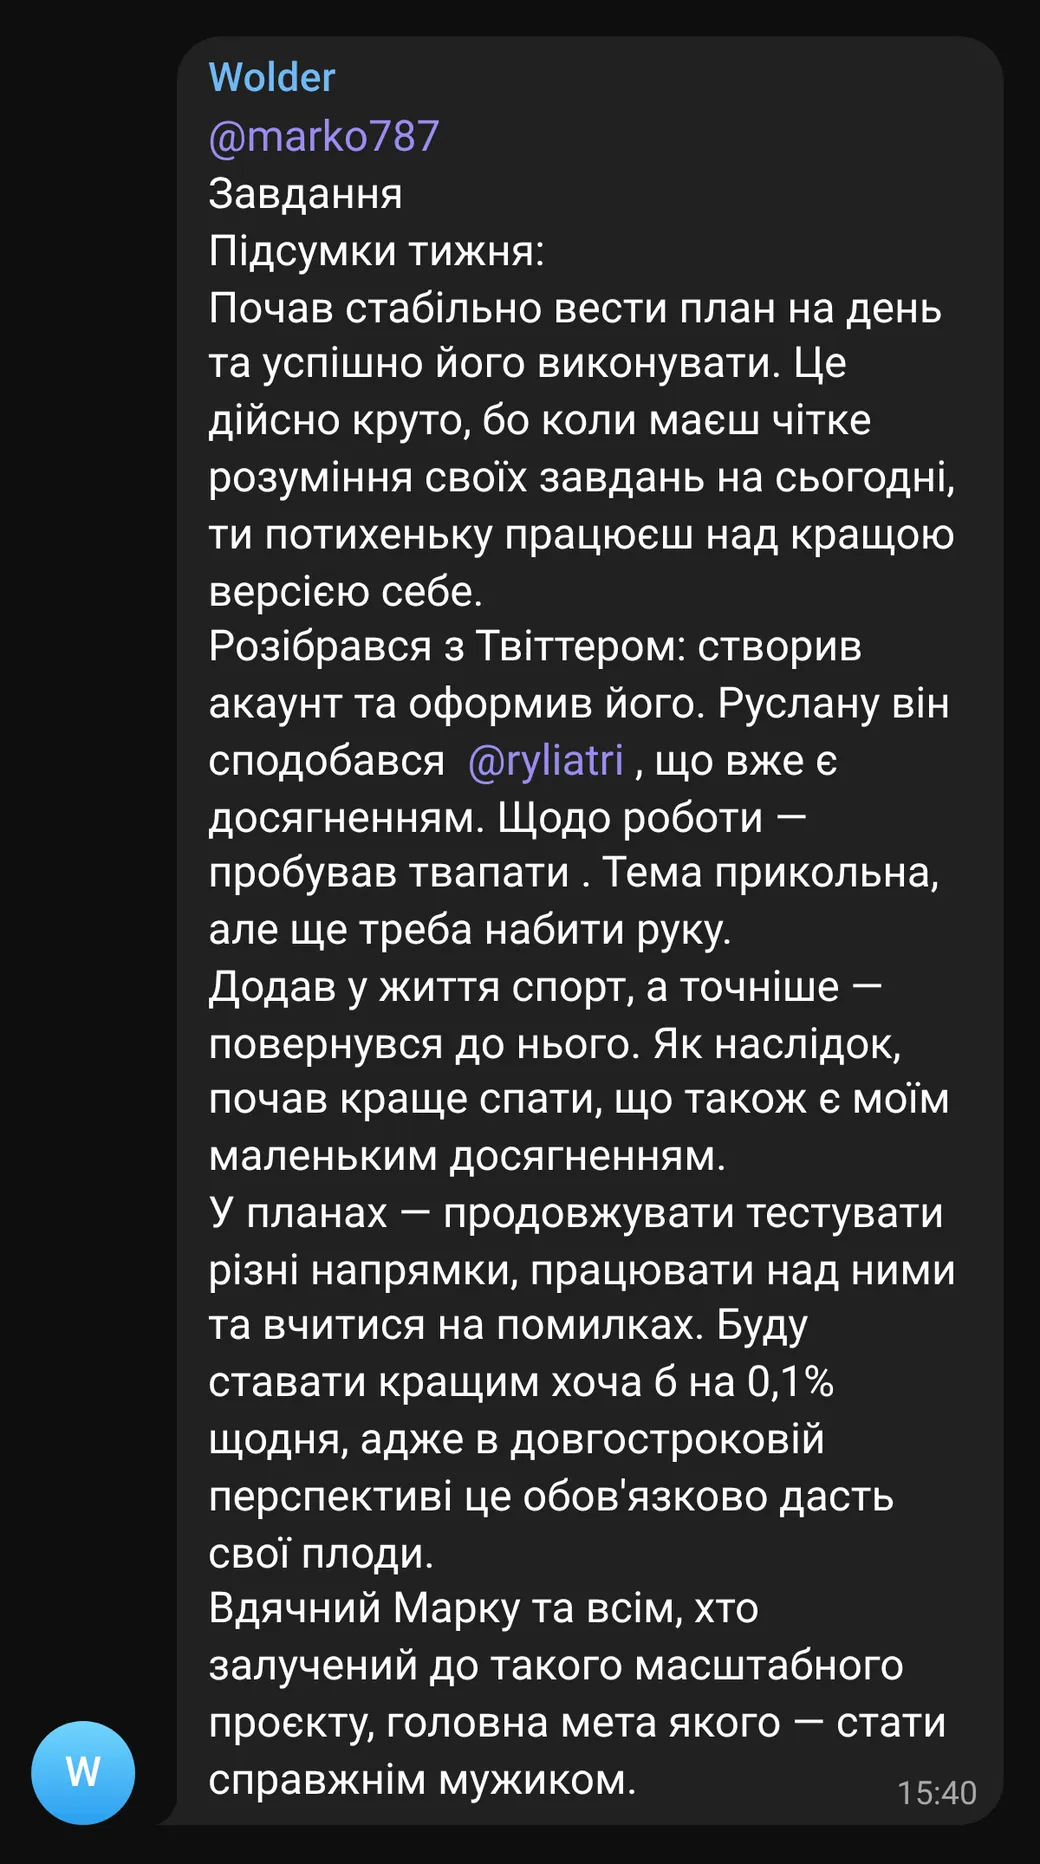 Wolder
@marko787
Завдання
Підсумки тижня:
Почав стабільно вести план на день
та успішно його виконувати. Це
дійсно круто, бо коли маєш чітке
розуміння своїх завдань на сьогодні,
ти потихеньку працюєш над кращою
версією себе.
Розібрався з Твіттером: створив
акаунт та оформив його. Руслану він
сподобався  @ryliatri , що вже є
досягненням. Щодо роботи —
пробував твапати . Тема прикольна,
але ще треба набити руку.
Додав у життя спорт, а точніше —
повернувся до нього. Як наслідок,
почав краще спати, що також є моїм
маленьким досягненням.
У планах — продовжувати тестувати
різні напрямки, працювати над ними
та вчитися на помилках. Буду
ставати кращим хоча б на 0,1%
щодня, адже в довгостроковій
перспективі це обов'язково дасть
свої плоди.
Вдячний Марку та всім, хто
залучений до такого масштабного
проєкту, головна мета якого — стати
справжнім мужиком.
15:40
W